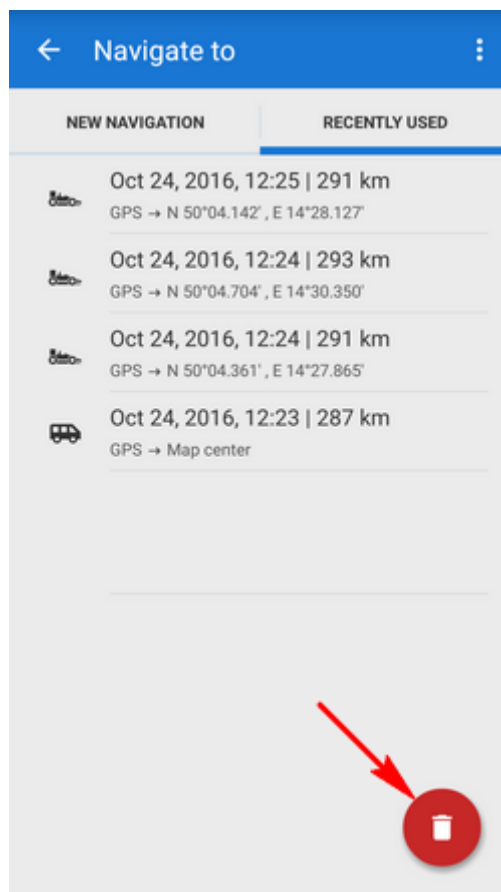 Navigate to
NEW NAVIGATION
RECENTLY USED
Oct 24, 2016, 12:25 | 291 km
GPS → N 50°04.142', E 14°28.127'
Oct 24, 2016, 12:24 | 293 km
GPS → N 50°04.704', E 14°30.350'
Oct 24, 2016, 12:24 | 291 km
GPS → N 50°04.361', E 14°27.865'
Oct 24, 2016, 12:23 | 287 km
GPS → Map center